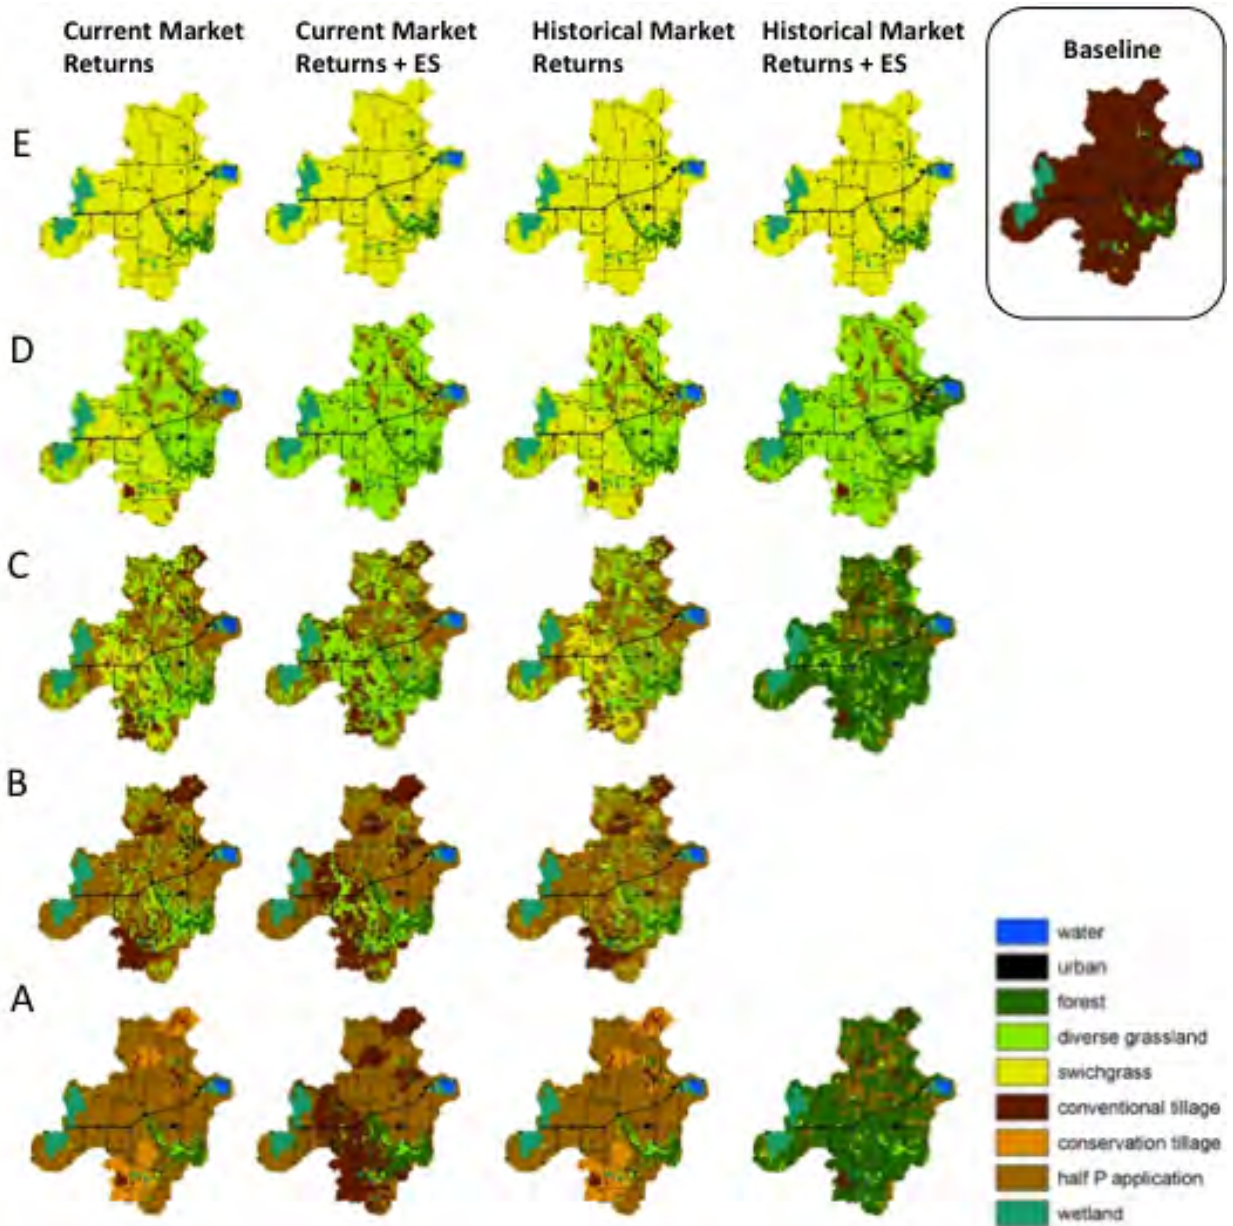 Current Market
Returns
Current Market
Returns + ES
Historical Market
Returns
Historical Market
Returns + ES
Baseline
E
D
C
B
A
water
urban
forest
diverse grassland
swichgrass
conventional tillage
conservation tillage
half P application
wetland